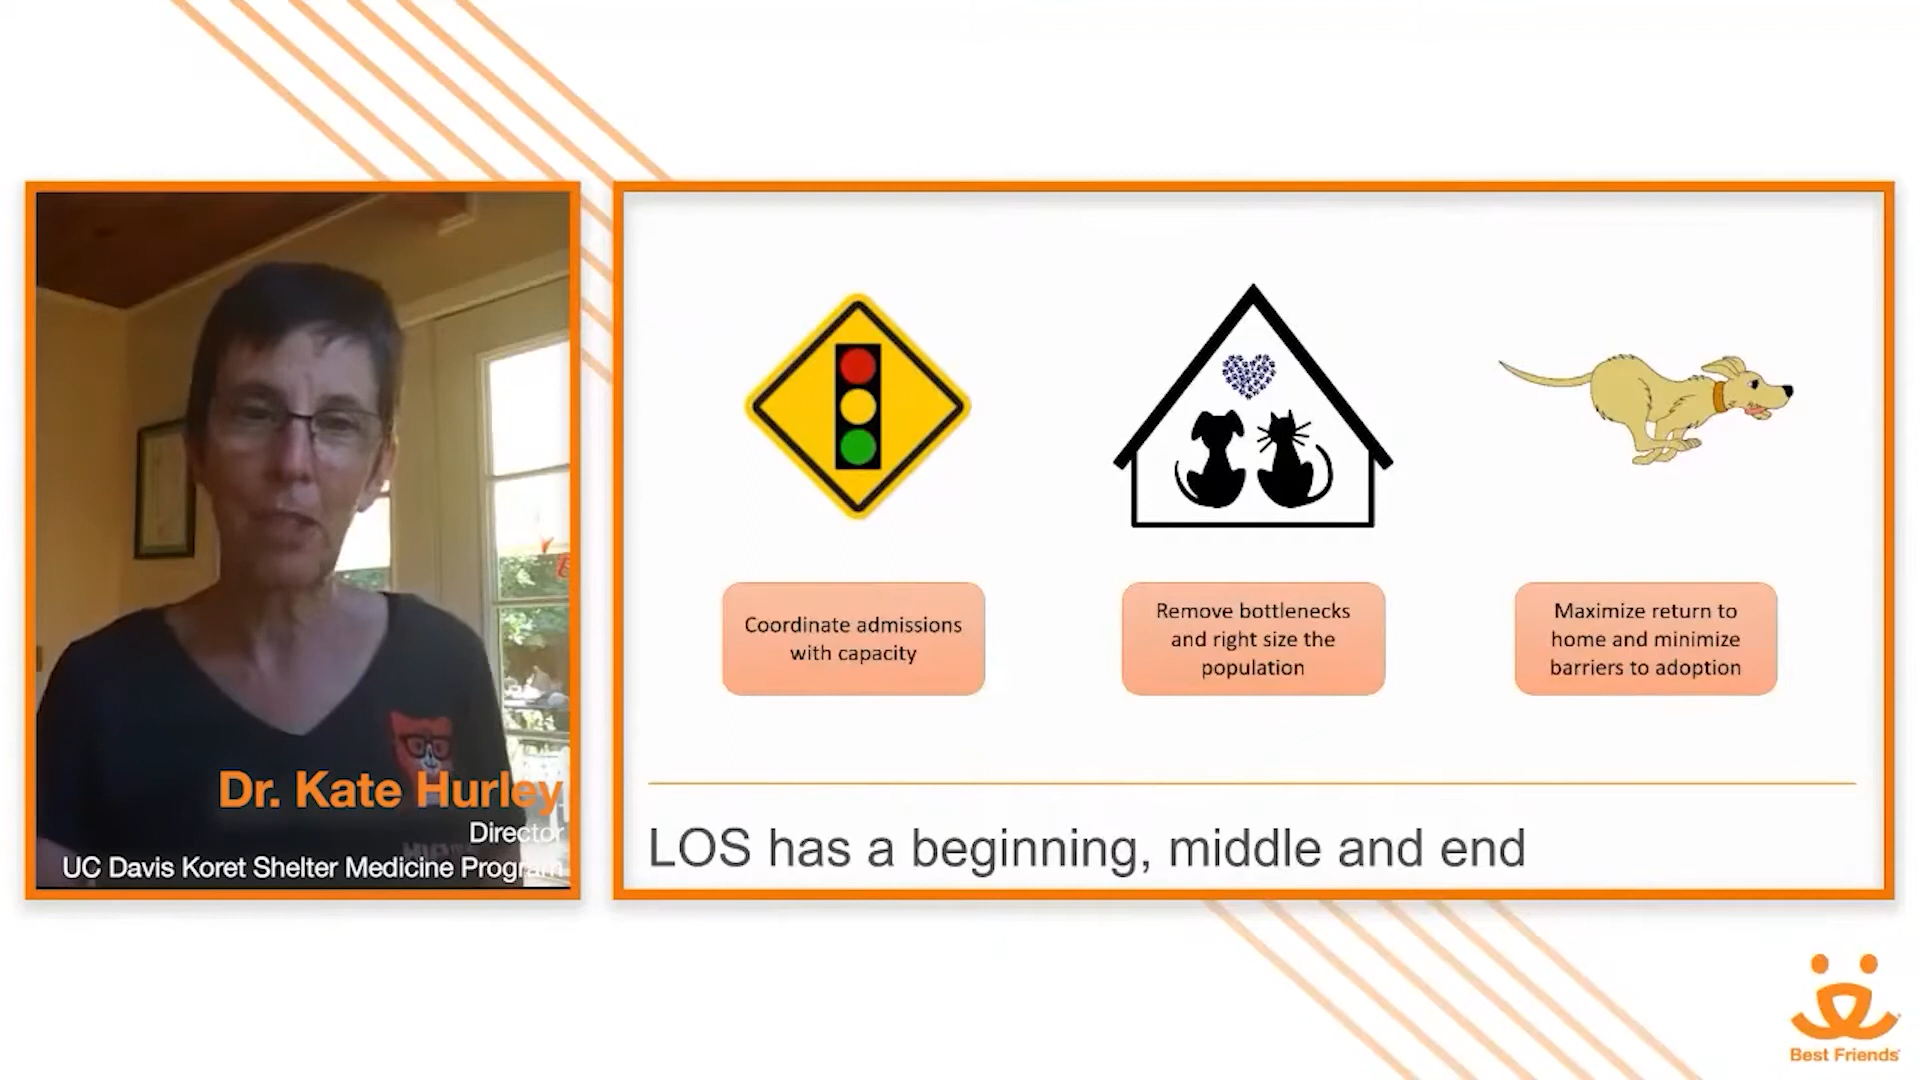 Dr. Kate Hurley
Director
UC Davis Koret Shelter Medicine Program
Coordinate admissions
with capacity
Remove bottlenecks
and right size the
population
Maximize return to
home and minimize
barriers to adoption
LOS has a beginning, middle and end
Best Friends